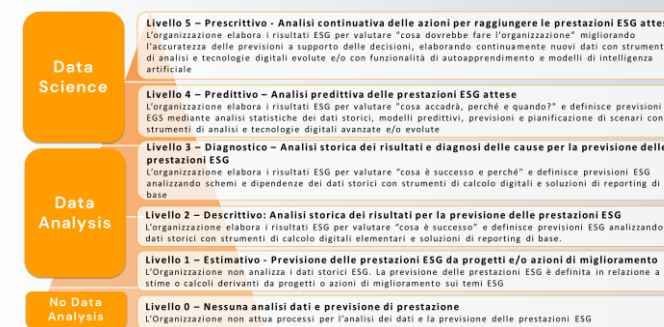 Data
Science
Livello 5 – Prescrittivo - Analisi continuativa delle azioni per raggiungere le prestazioni ESG
L'organizzazione elabora i risultati ESG per valutare "cosa dovrebbe fare l'organizzazione" migliorando
l'accuratezza delle previsioni a supporto delle decisioni, elaborando continuamente nuovi dati con
di analisi e tecnologie digitali evolute e/o con funzionalità di autoapprendimento e modelli di intelligenza
artificiale
Livello 4 – Predittivo – Analisi predittiva delle prestazioni ESG attese
L'organizzazione elabora i risultati ESG per valutare "cosa accadrà, perché e quando?" e definisce previsioni
EGS mediante analisi statistiche dei dati storici, modelli predittivi, previsioni e pianificazione di scenari con
strumenti di analisi e tecnologie digitali avanzate e/o evolute
Data
Analysis
Livello 3 – Diagnostico – Analisi storica dei risultati e diagnosi delle cause per la previsione
prestazioni ESG
L'organizzazione elabora i risultati ESG per valutare "cosa è successo e perché" e definisce previsioni ESG
analizzando schemi e dipendenze dei dati storici con strumenti di calcolo digitali e soluzioni di reporting di
base
Livello 2 – Descrittivo: Analisi storica dei risultati per la previsione delle prestazioni ESG
L'organizzazione elabora i risultati ESG per valutare "cosa è successo" e definisce previsioni ESG analizzando
dati storici con strumenti di calcolo digitali elementari e soluzioni di reporting di base.
Livello 1 – Estimativo - Previsione delle prestazioni ESG da progetti e/o azioni di miglioramento
L'Organizzazione non analizza i dati storici ESG. La previsione delle prestazioni ESG è definita in relazione a
stime o calcoli derivanti da progetti o azioni di miglioramento sui temi ESG
No Data
Analysis
Livello 0 – Nessuna analisi dati e previsione di prestazione
L'Organizzazione non attua processi per l'analisi dei dati e la previsione delle prestazioni ESG